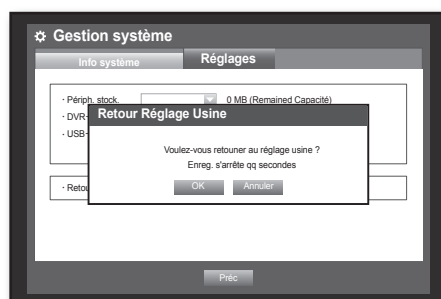 Gestion système
Info système
Réglages
· Périph. stock.
0 MB (Remained Capacité)
· DVR
· USB
Retour Réglage Usine
Voulez-vous retouner au réglage usine ?
Enreg. s'arrête qq secondes
OK
Annuler
· Retou
Préc